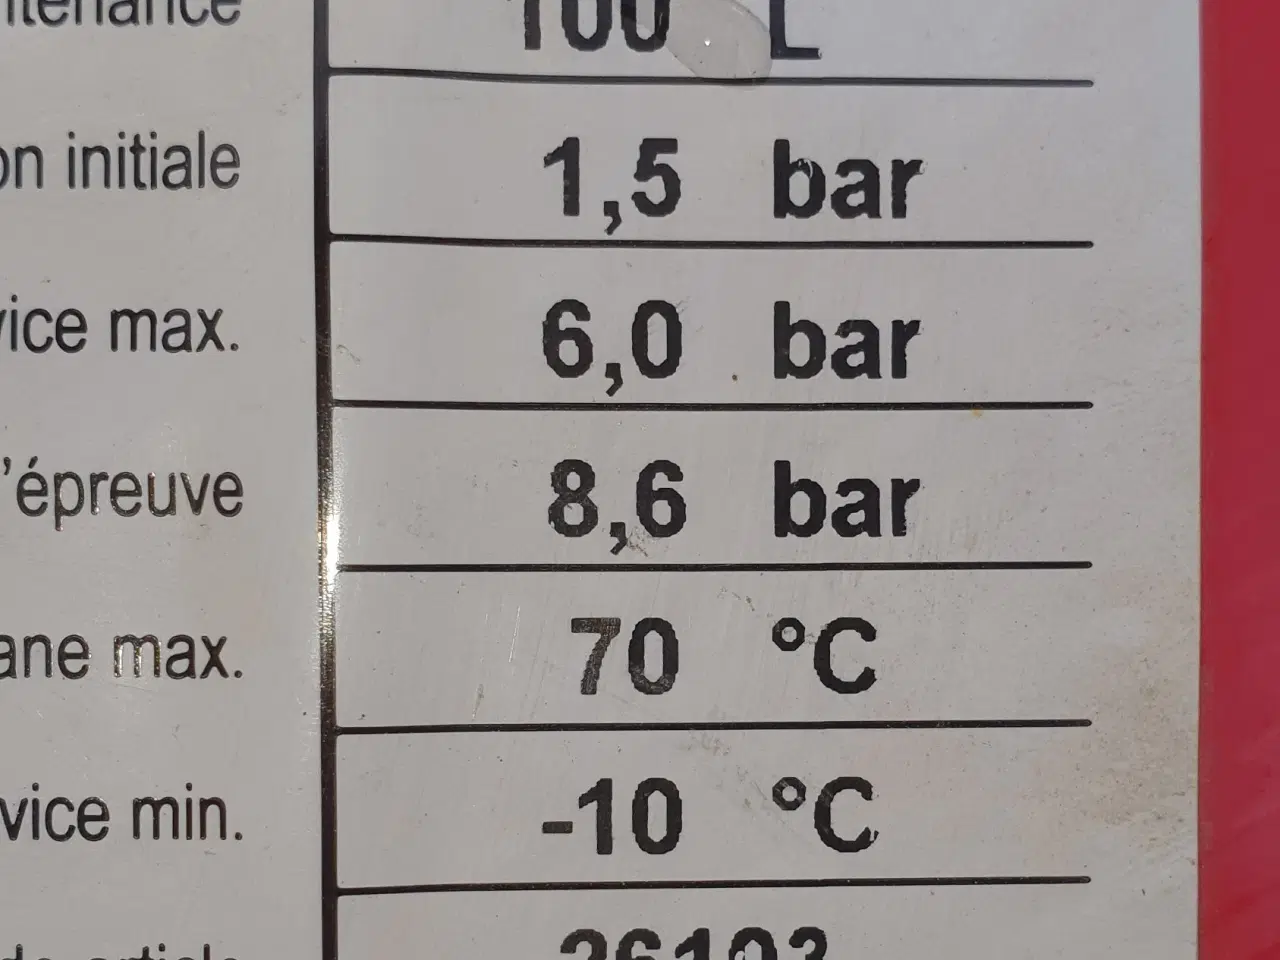 100 L
on initiale 1,5 bar
vice max. 6,0 bar
'épreuve 8,6 bar
ane max. 70 °C
vice min. -10 °C